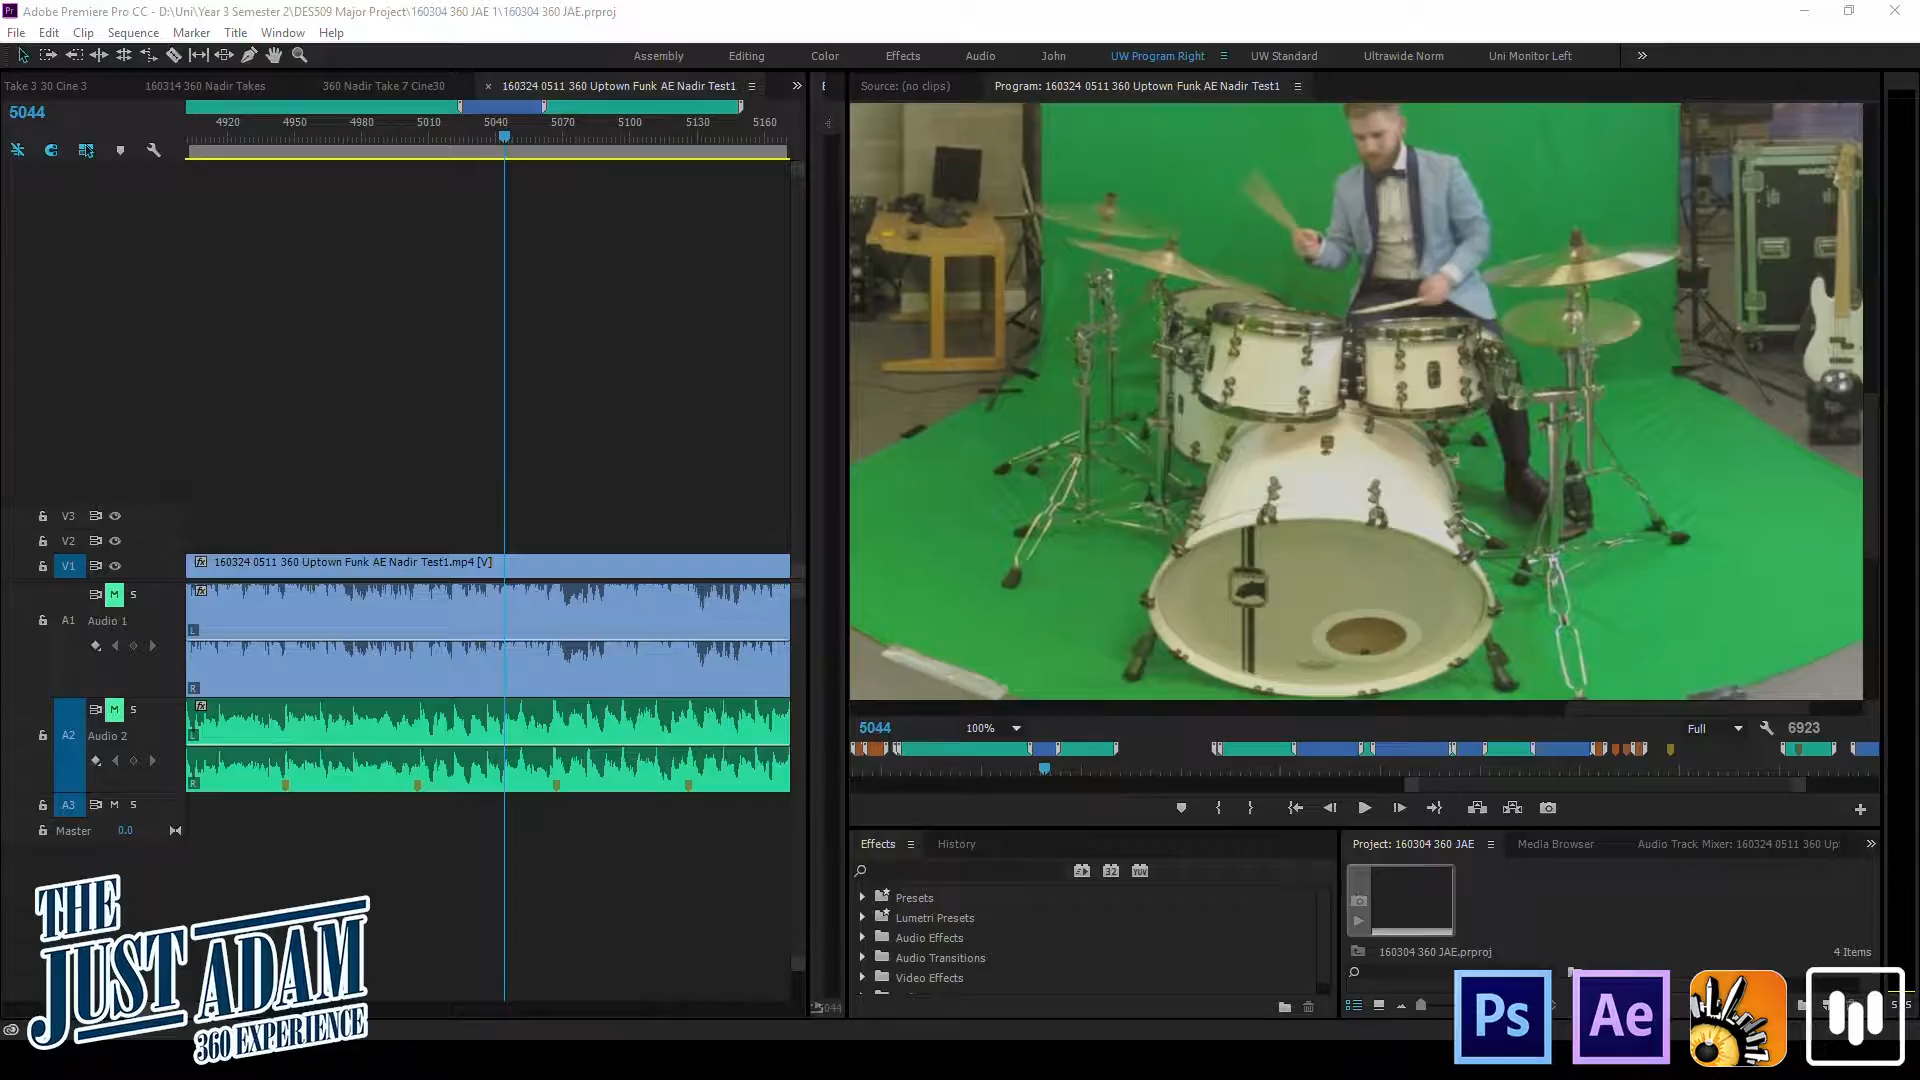 Adobe Premiere Pro CC - D:\Uni\Year 3 Semester 2\DES509 Major Project\160304 360 JAE 1\160304 360 JAE.prproj
File Edit Clip Sequence Marker Title Window Help
Assembly Editing Color Effects Audio John UW Program Right UW Standard Ultrawide Norm Uni Monitor Left
Take 3 30 Cine 3 160314 360 Nadir Takes 360 Nadir Take 7 Cine30 160324 0511 360 Uptown Funk AE Nadir Test1
Source: (no clips) Program: 160324 0511 360 Uptown Funk AE Nadir Test1
5044
4920 4950 4980 5010 5040 5070 5100 5130 5160
V3
V2
V1 160324 0511 360 Uptown Funk AE Nadir Test1.mp4 [V]
M S
A1 Audio 1
L
R
M S
A2 Audio 2
L
R
A3 M S
Master 0.0
5044 100% Full 6923
Effects History
32 YUV
Presets
Lumetri Presets
Audio Effects
Audio Transitions
Video Effects
Project: 160304 360 JAE Media Browser Audio Track Mixer: 160324 0511 360 Up
160304 360 JAE.prproj 4 Items
THE
JUST ADAM
360 EXPERIENCE
Ps Ae